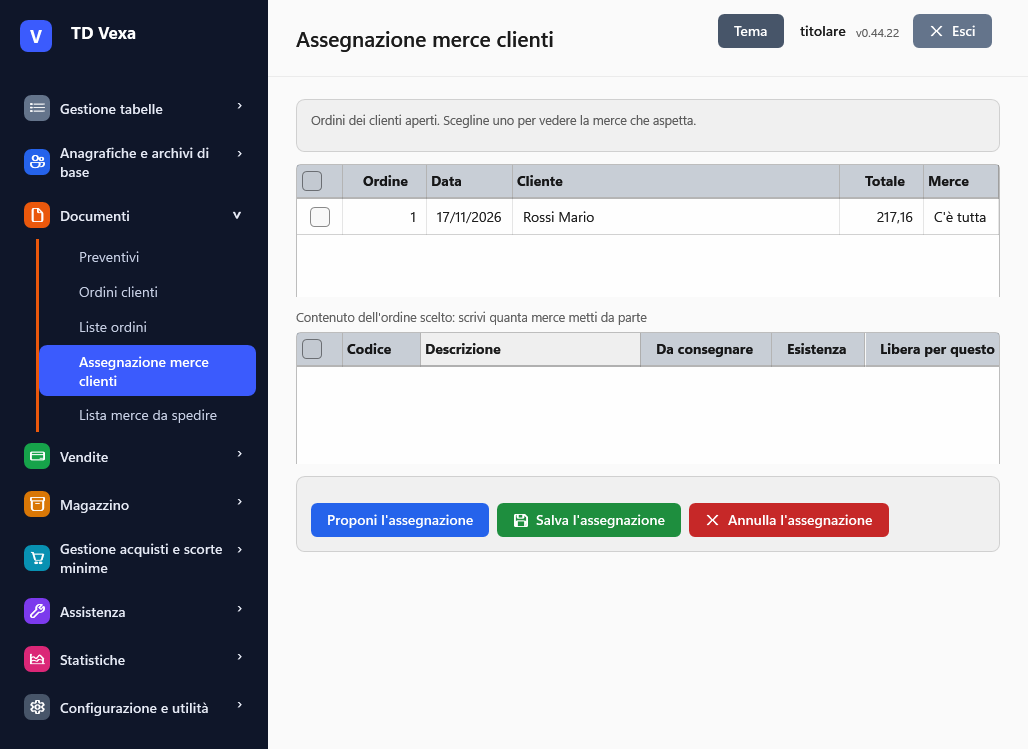 V
TD Vexa
Gestione tabelle
Anagrafiche e archivi di
base
Documenti
Preventivi
Ordini clienti
Liste ordini
Assegnazione merce
clienti
Lista merce da spedire
Vendite
Magazzino
Gestione acquisti e scorte
minime
Assistenza
Statistiche
Configurazione e utilità
Assegnazione merce clienti
Tema
titolare v0.44.22
Esci
Ordini dei clienti aperti. Scegline uno per vedere la merce che aspetta.
Ordine Data Cliente Totale Merce
1 17/11/2026 Rossi Mario 217,16 C'è tutta
Contenuto dell'ordine scelto: scrivi quanta merce metti da parte
Codice Descrizione Da consegnare Esistenza Libera per questo
Proponi l'assegnazione Salva l'assegnazione Annulla l'assegnazione